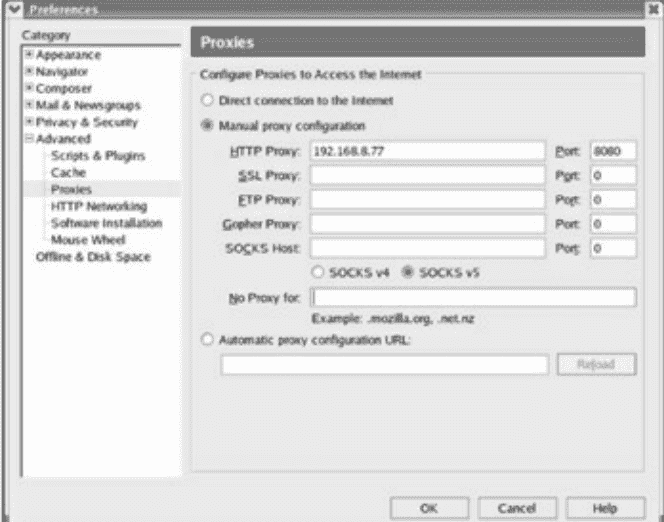 Preferences
Category
Appearance
Navigator
Composer
Mail & Newsgroups
Privacy & Security
Advanced
Scripts & Plugins
Cache
Proxies
HTTP Networking
Software Installation
Mouse Wheel
Offline & Disk Space
Proxies
Configure Proxies to Access the Internet
Direct connection to the Internet
Manual proxy configuration
HTTP Proxy: 192.168.8.77 Port: 8080
SSL Proxy: Port: 0
FTP Proxy: Port: 0
Gopher Proxy: Port: 0
SOCKS Host: Port: 0
SOCKS v4 SOCKS v5
No Proxy for:
Example: .mozilla.org, .net.nz
Automatic proxy configuration URL:
Reload
OK Cancel Help